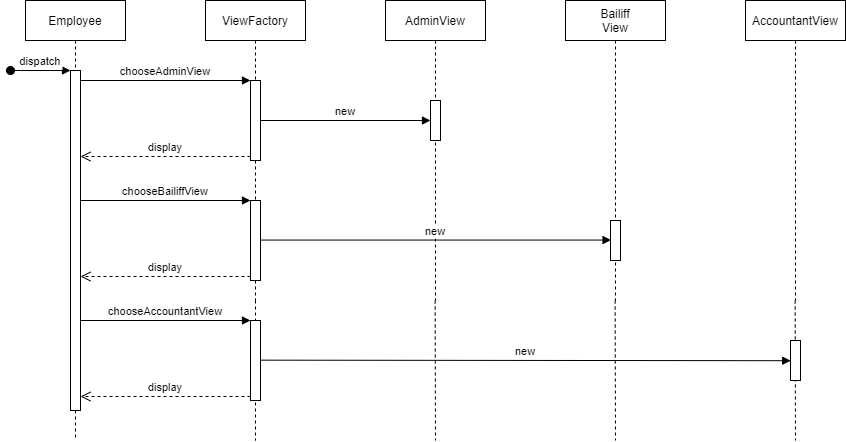 Employee
ViewFactory
AdminView
Bailiff
View
AccountantView
dispatch
chooseAdminView
new
display
chooseBailiffView
new
display
chooseAccountantView
new
display